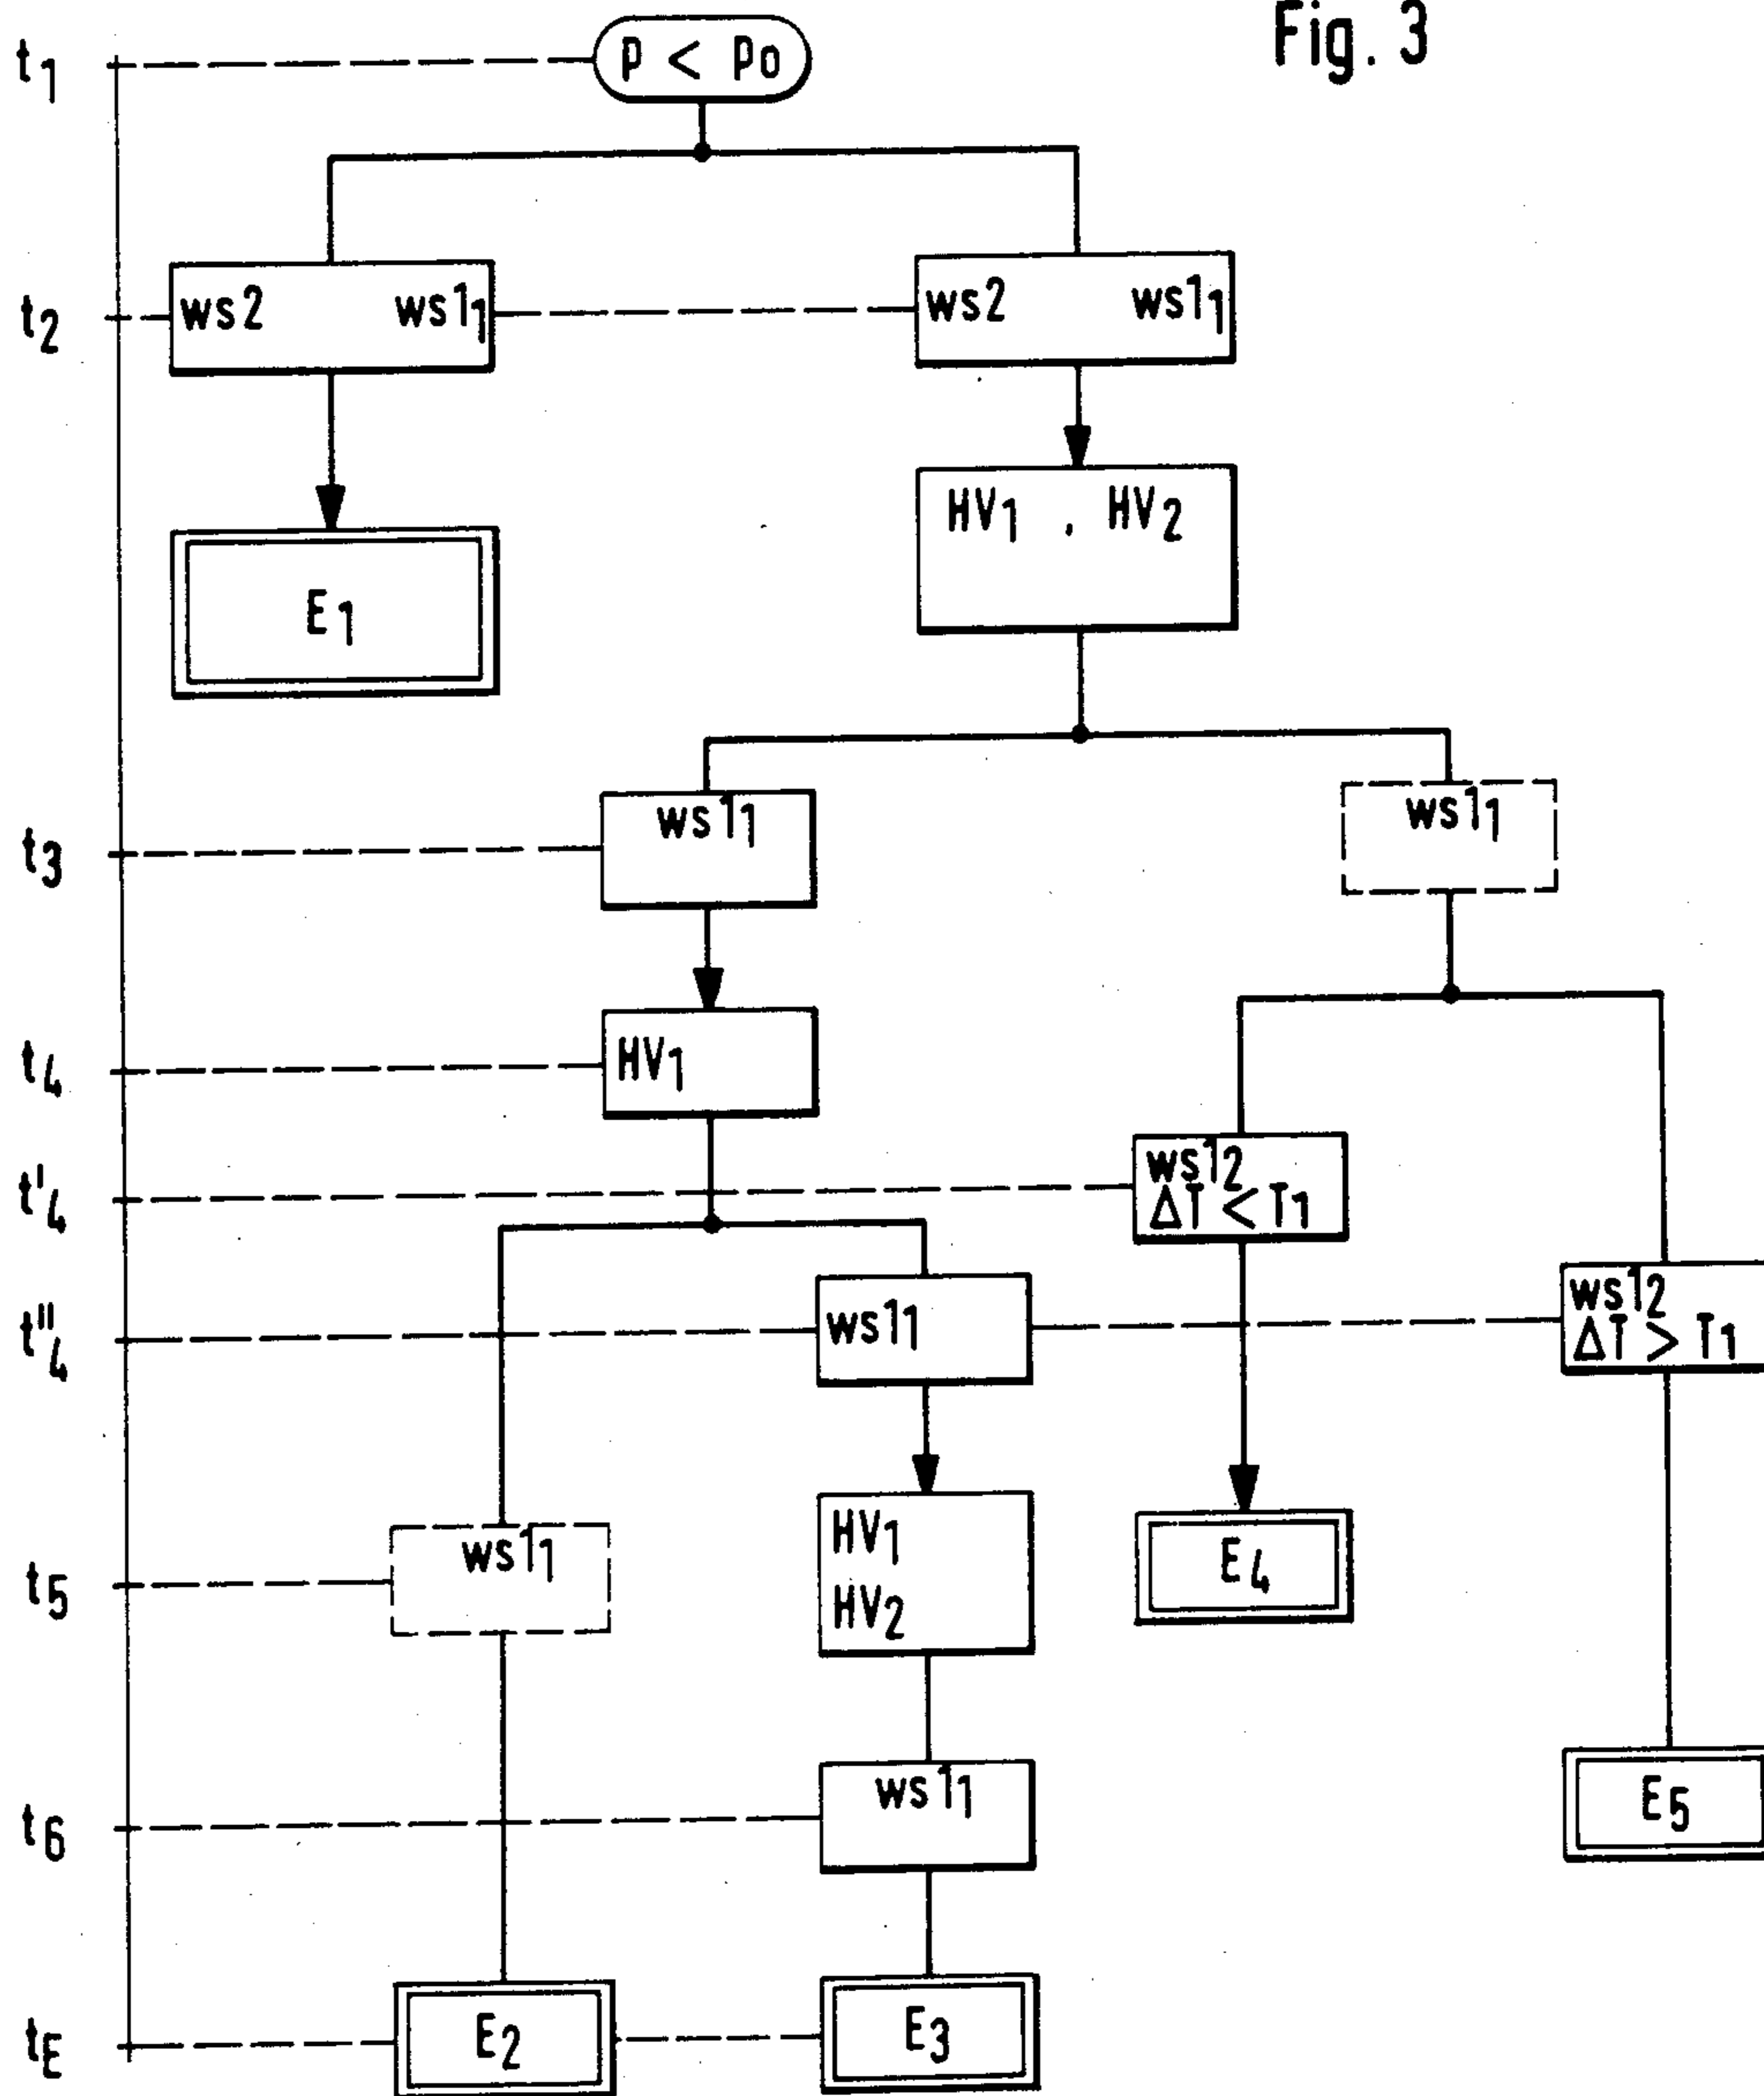 Fig. 3
t1 p < po
t2 ws2 ws11 ws2 ws11
HV1 , HV2
E1
ws11 ws11
t3
t4 HV1
t'4 ws12
ΔT < T1
t"4 ws11 ws12
ΔT > T1
HV1
t5 ws11 E4
HV2
t6 ws11 E5
tE E2 E3